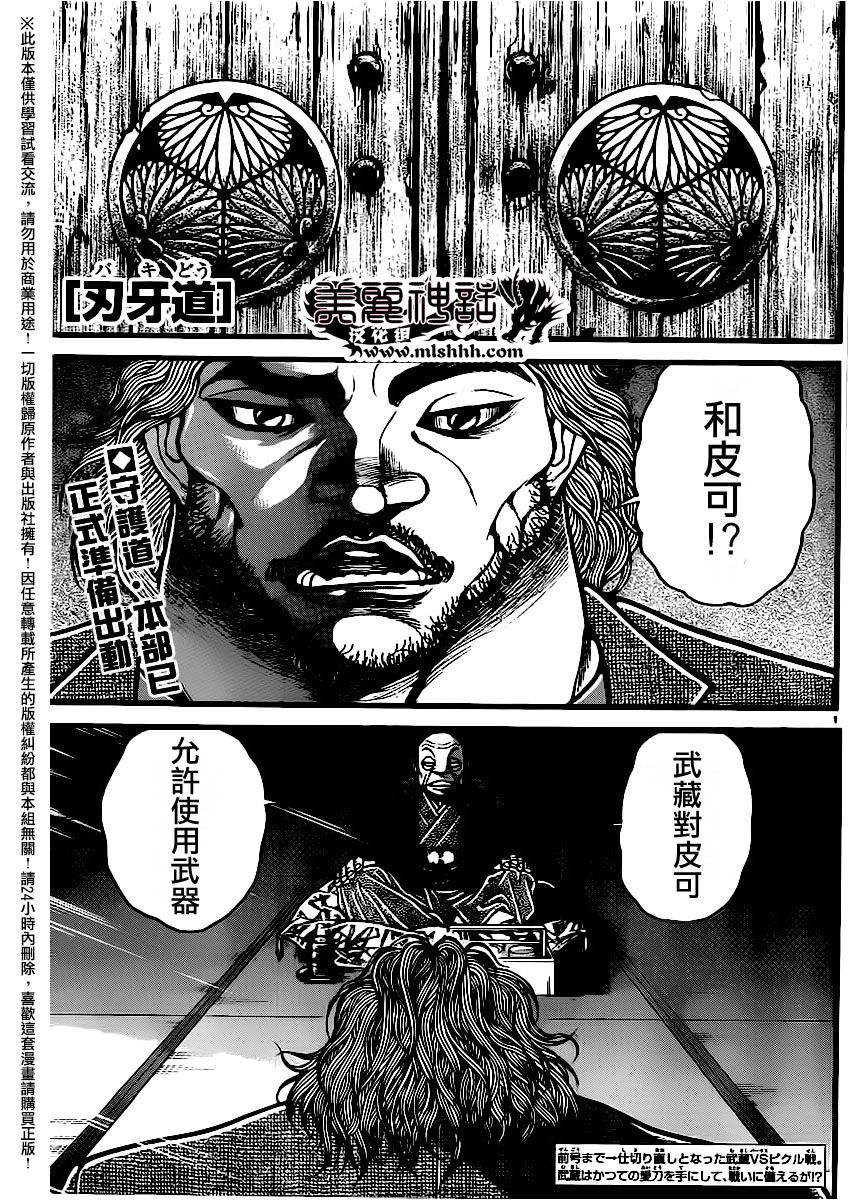 ※此版本僅供學習試看交流，請勿用於商業用途！一切版權歸原作者與出版社擁有！因任意轉載所產生的版權糾紛都與本組無關！請24小時內刪除，喜歡這套漫畫請購買正版！
バキどう
[刃牙道]
美麗神話
汉化组
www.mlshhh.com
和皮可!?
◆守護道・本部已
正式準備出動
1
武藏對皮可
允許使用武器
前号まで→仕切り直しとなった武蔵VSピクル戦。
武蔵はかつての愛刀を手にして、戦いに備えるが!?